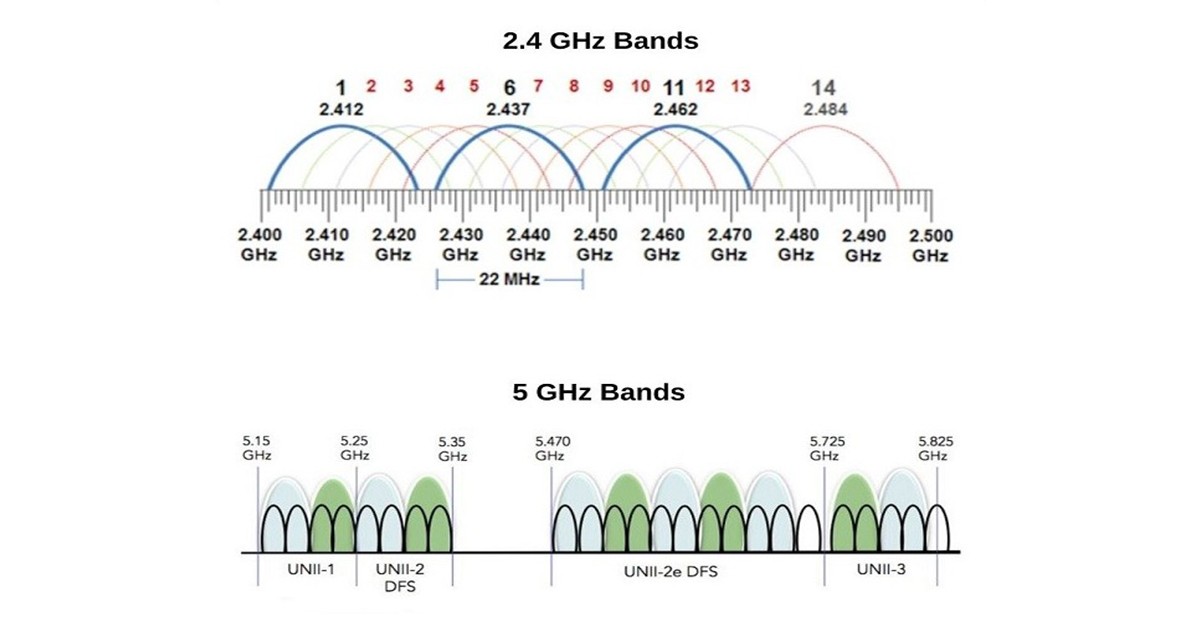 2.4 GHz Bands
1 2 3 4 5 6 7 8 9 10 11 12 13 14
2.412 2.437 2.462 2.484
2.400 2.410 2.420 2.430 2.440 2.450 2.460 2.470 2.480 2.490 2.500
GHz GHz GHz GHz GHz GHz GHz GHz GHz GHz GHz
22 MHz
5 GHz Bands
5.15 5.25 5.35 5.470 5.725 5.825
GHz GHz GHz GHz GHz GHz
UNII-1 UNII-2 UNII-2e DFS UNII-3
DFS